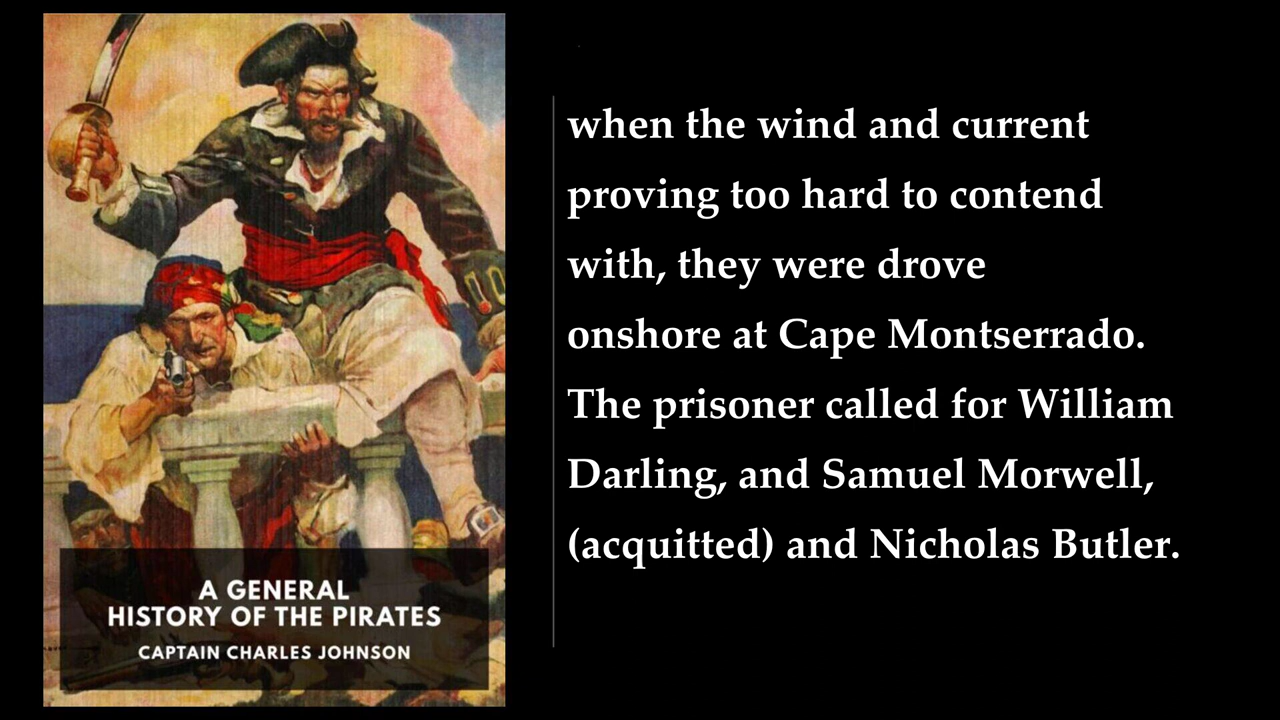 A GENERAL
HISTORY OF THE PIRATES
CAPTAIN CHARLES JOHNSON
when the wind and current
proving too hard to contend
with, they were drove
onshore at Cape Montserrado.
The prisoner called for William
Darling, and Samuel Morwell,
(acquitted) and Nicholas Butler.